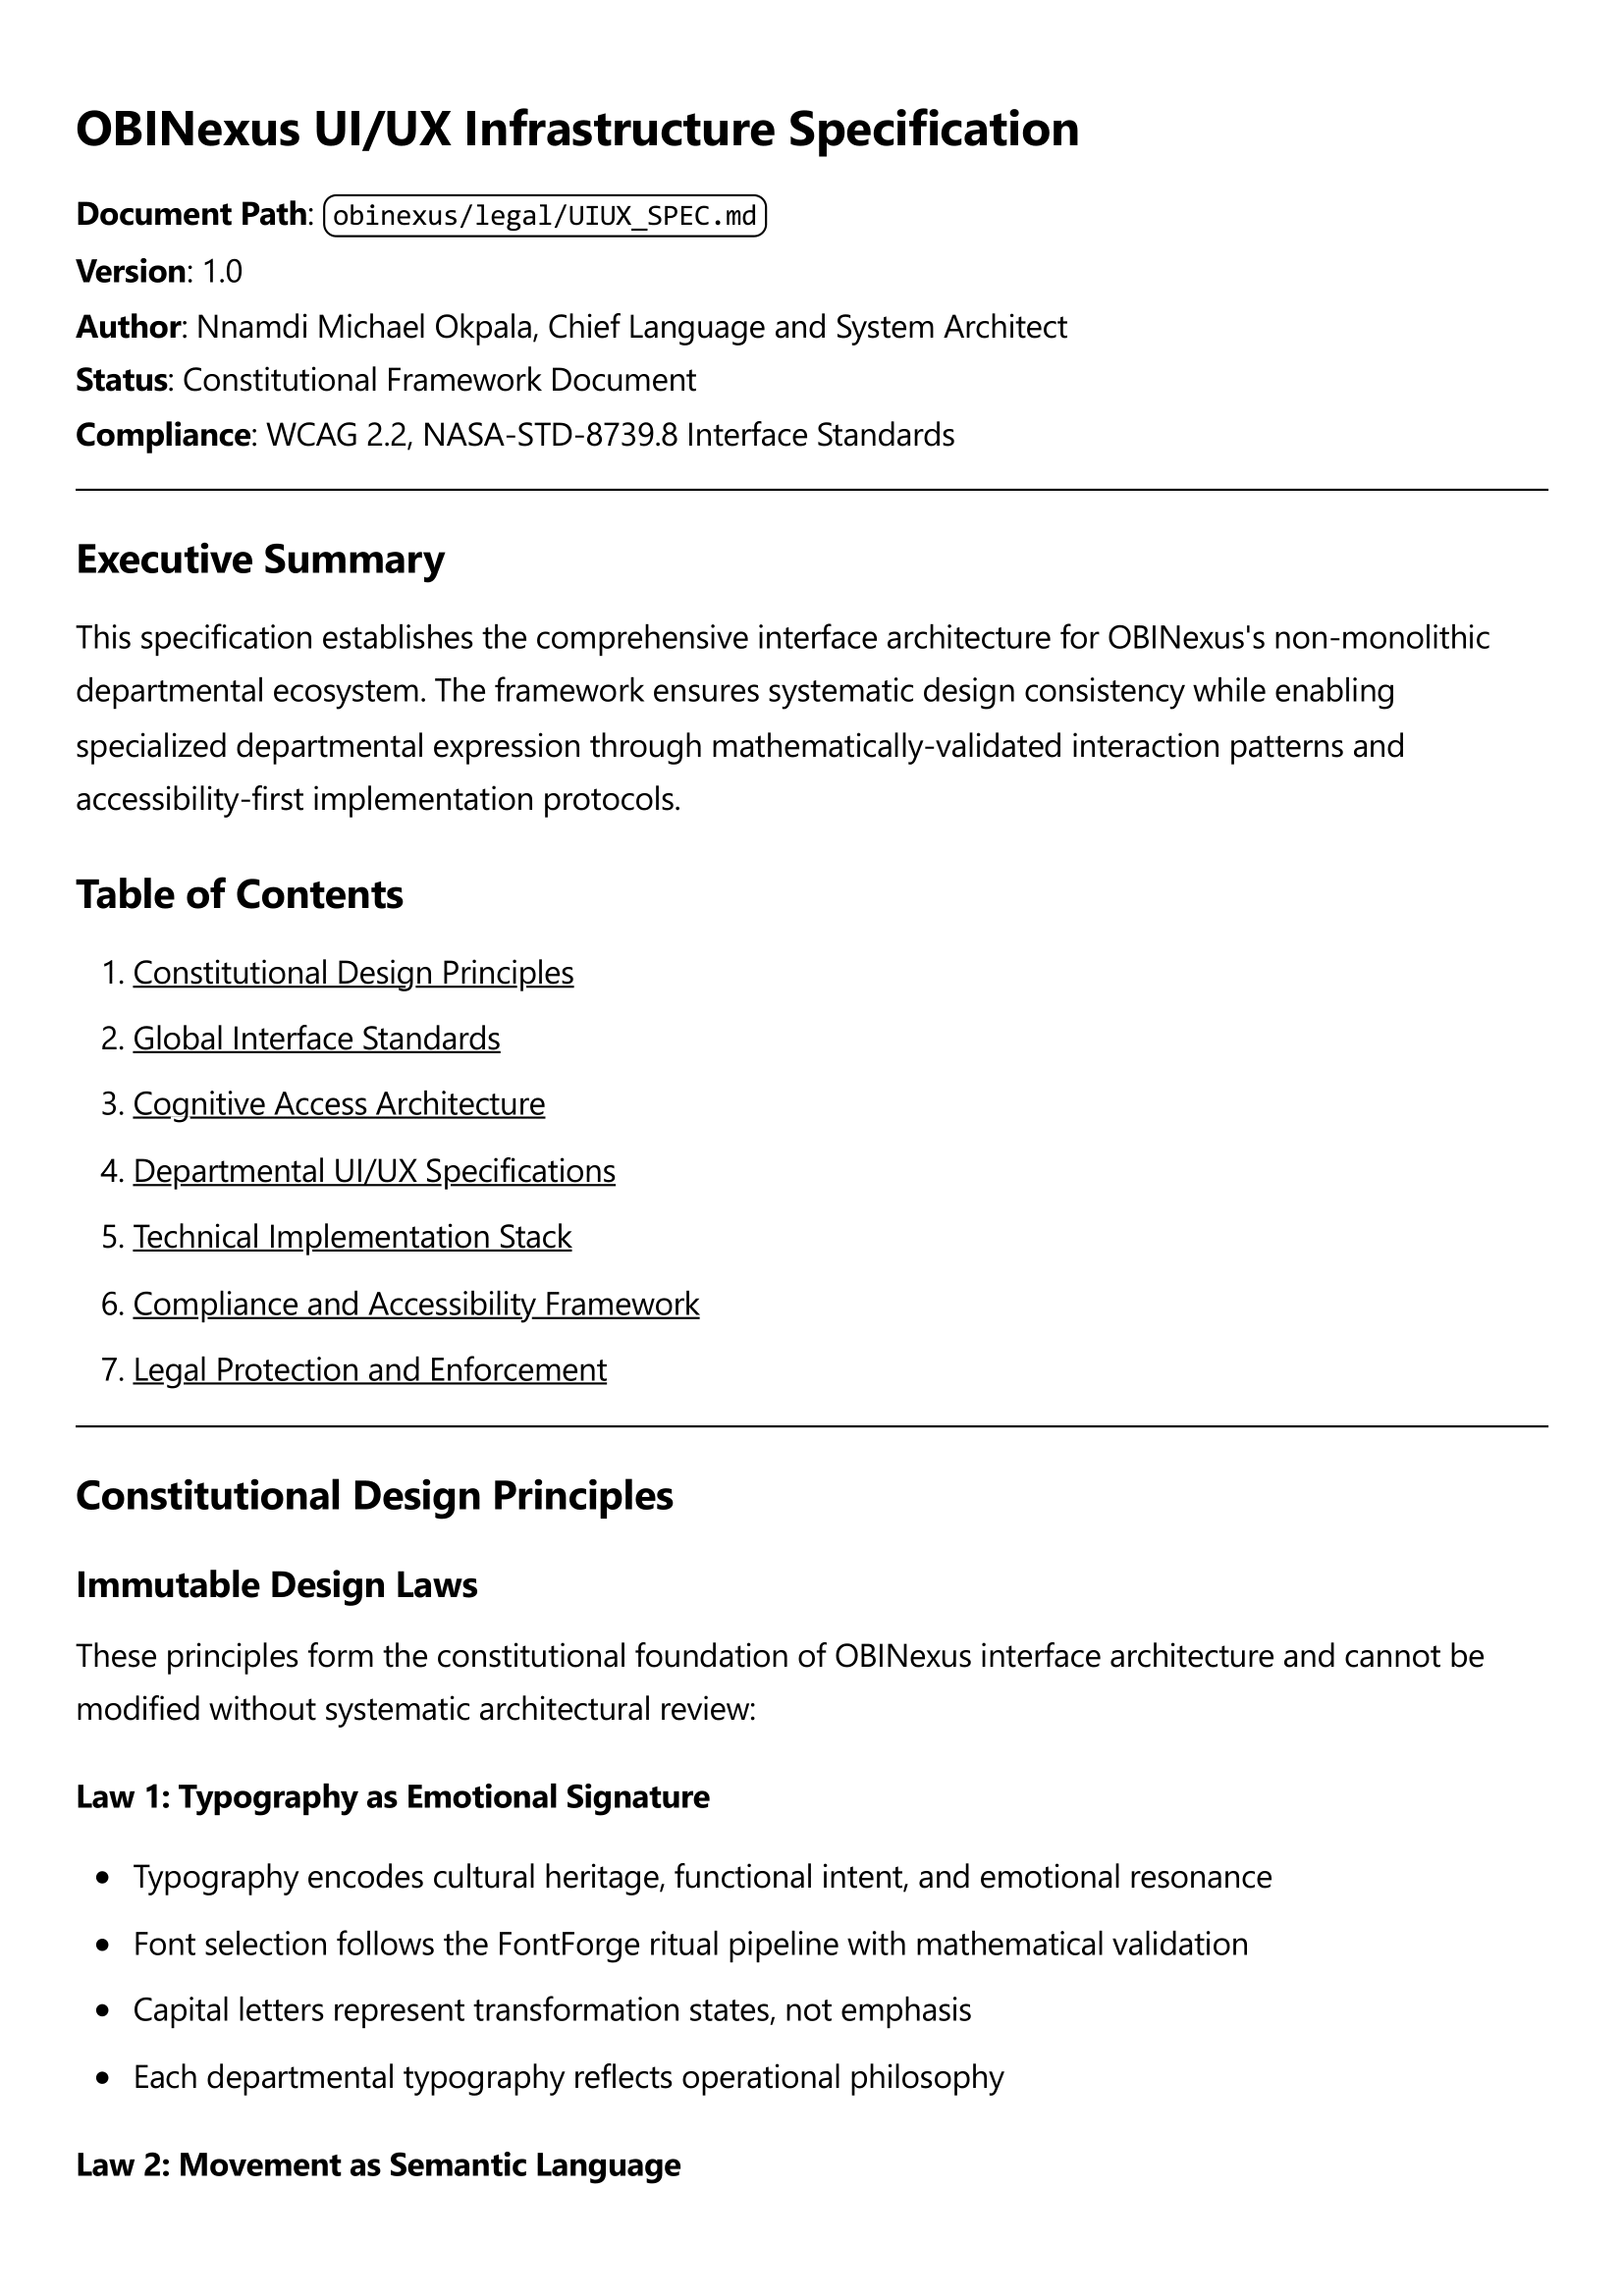 OBINexus UI/UX Infrastructure Specification
Document Path: obinexus/legal/UIUX_SPEC.md
Version: 1.0
Author: Nnamdi Michael Okpala, Chief Language and System Architect
Status: Constitutional Framework Document
Compliance: WCAG 2.2, NASA-STD-8739.8 Interface Standards
Executive Summary
This specification establishes the comprehensive interface architecture for OBINexus's non-monolithic
departmental ecosystem. The framework ensures systematic design consistency while enabling
specialized departmental expression through mathematically-validated interaction patterns and
accessibility-first implementation protocols.
Table of Contents
1. Constitutional Design Principles
2. Global Interface Standards
3. Cognitive Access Architecture
4. Departmental UI/UX Specifications
5. Technical Implementation Stack
6. Compliance and Accessibility Framework
7. Legal Protection and Enforcement
Constitutional Design Principles
Immutable Design Laws
These principles form the constitutional foundation of OBINexus interface architecture and cannot be
modified without systematic architectural review:
Law 1: Typography as Emotional Signature
• Typography encodes cultural heritage, functional intent, and emotional resonance
• Font selection follows the FontForge ritual pipeline with mathematical validation
• Capital letters represent transformation states, not emphasis
• Each departmental typography reflects operational philosophy
Law 2: Movement as Semantic Language